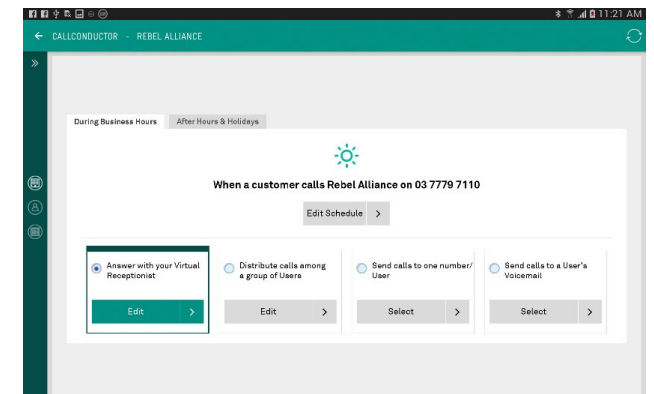 11:21 AM
CALLCONDUCTOR - REBEL ALLIANCE
During Business Hours
After Hours & Holidays
When a customer calls Rebel Alliance on 03 7779 7110
Edit Schedule
Answer with your Virtual
Receptionist
Edit
Distribute calls among
a group of Users
Edit
Send calls to one number/
User
Select
Send calls to a User's
Voicemail
Select